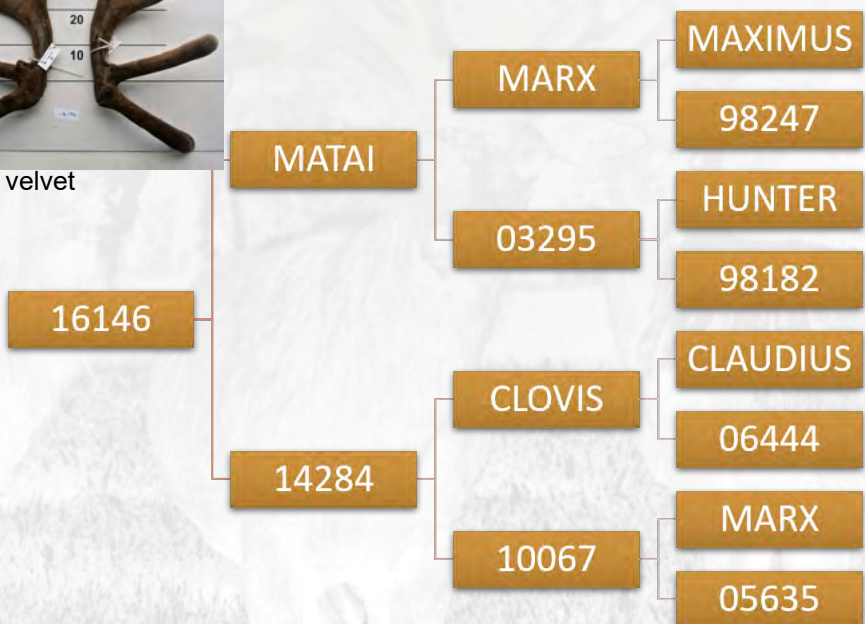 20
10
velvet
16146
MATAI
14284
MARX
03295
CLOVIS
10067
MAXIMUS
98247
HUNTER
98182
CLAUDIUS
06444
MARX
05635